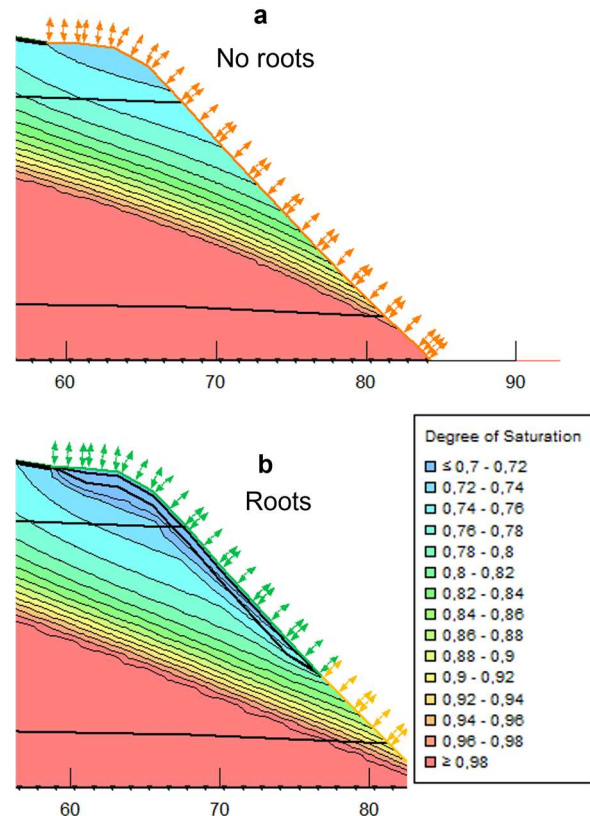 a
No roots
60
70
80
90
b
Roots
60
70
80
Degree of Saturation
≤ 0,7 - 0,72
0,72 - 0,74
0,74 - 0,76
0,76 - 0,78
0,78 - 0,8
0,8 - 0,82
0,82 - 0,84
0,84 - 0,86
0,86 - 0,88
0,88 - 0,9
0,9 - 0,92
0,92 - 0,94
0,94 - 0,96
0,96 - 0,98
≥ 0,98